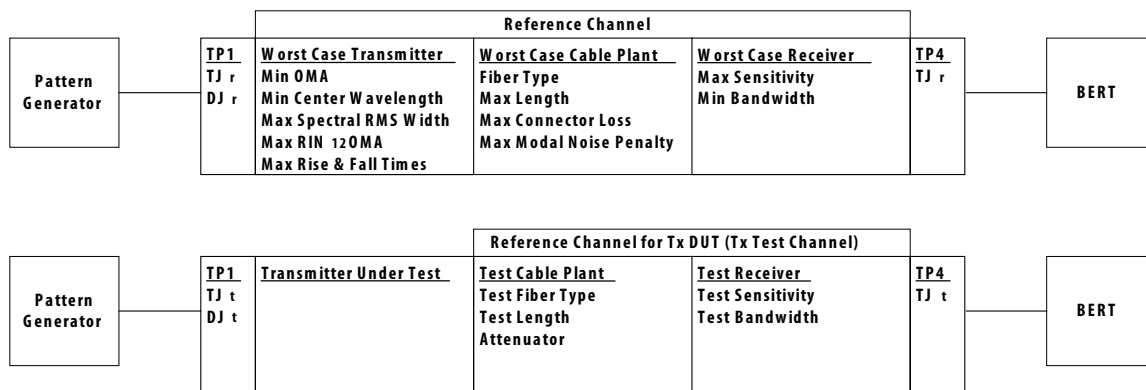 Reference Channel
Pattern
Generator
TP1
TJ r
DJ r
Worst Case Transmitter
Min OMA
Min Center Wavelength
Max Spectral RMS Width
Max RIN 12OMA
Max Rise & Fall Times
Worst Case Cable Plant
Fiber Type
Max Length
Max Connector Loss
Max Modal Noise Penalty
Worst Case Receiver
Max Sensitivity
Min Bandwidth
TP4
TJ r
BERT
Reference Channel for Tx DUT (Tx Test Channel)
Pattern
Generator
TP1
TJ t
DJ t
Transmitter Under Test
Test Cable Plant
Test Fiber Type
Test Length
Attenuator
Test Receiver
Test Sensitivity
Test Bandwidth
TP4
TJ t
BERT